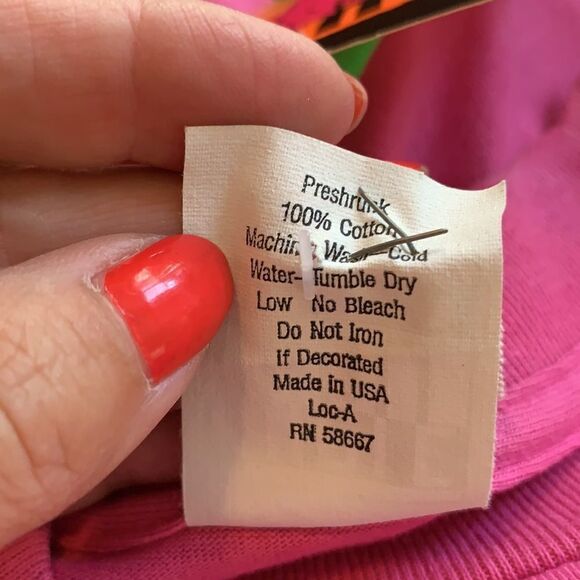 Preshrunk
100% Cotton
Machine Wash-Cold
Water-Tumble Dry
Low No Bleach
Do Not Iron
If Decorated
Made in USA
Loc-A
RN 58667